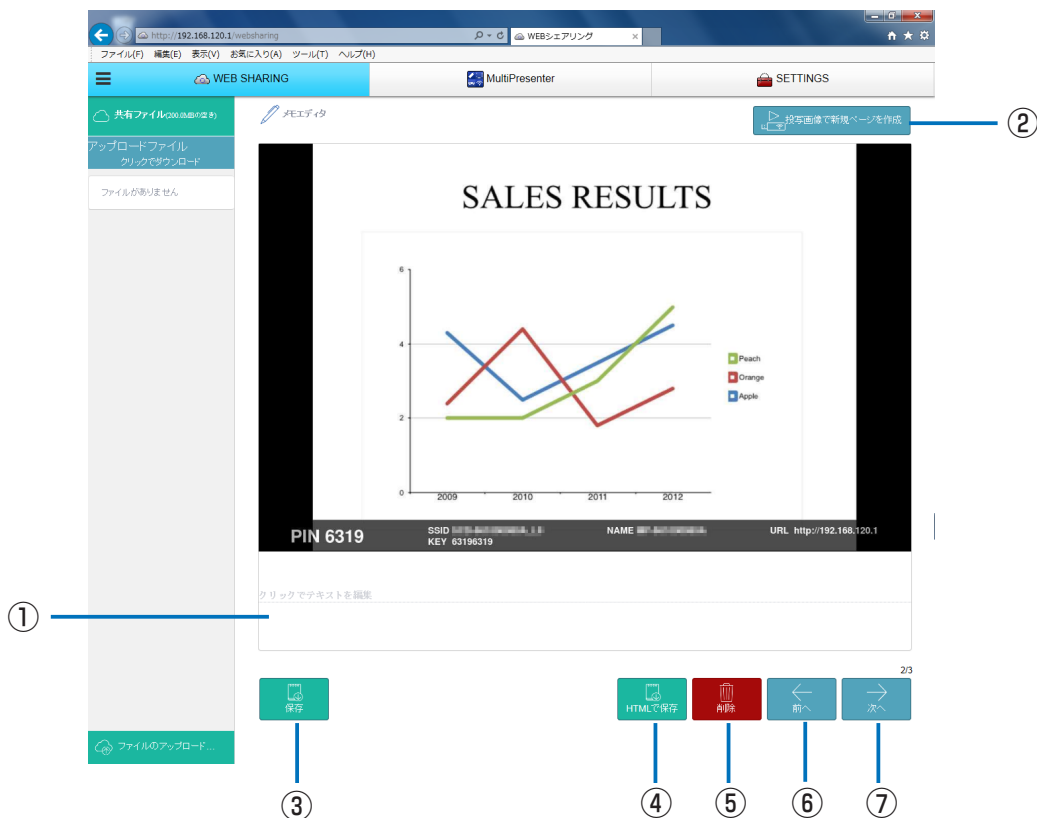 http://192.168.120.1/websharing
WEBシェアリング
ファイル(F) 編集(E) 表示(V) お気に入り(A) ツール(T) ヘルプ(H)
WEB SHARING
MultiPresenter
SETTINGS
共有ファイル(200.0MBの空き)
メモエディタ
投写画像で新規ページを作成
②
アップロードファイル
クリックでダウンロード
ファイルがありません
SALES RESULTS
6
4
2
0
2009 2010 2011 2012
Peach
Orange
Apple
PIN 6319
SSID
KEY 63196319
NAME
URL http://192.168.120.1
クリックでテキストを編集
①
2/3
保存
HTMLで保存
削除
前へ
次へ
ファイルのアップロード...
③
④
⑤
⑥
⑦